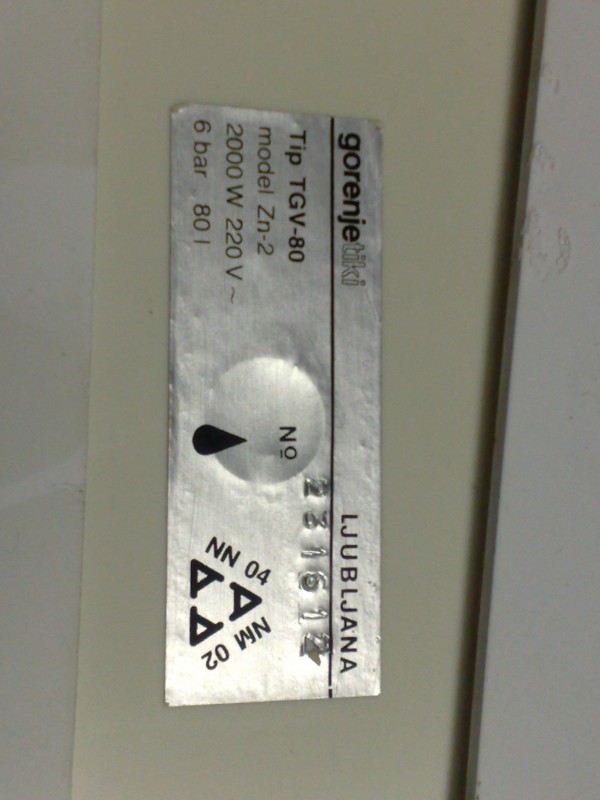 gorenje tiki LJUBLJANA
Tip TGV-80
model Zn-2
2000 W 220 V ~
6 bar 80 l
No
NN 04
NM 02